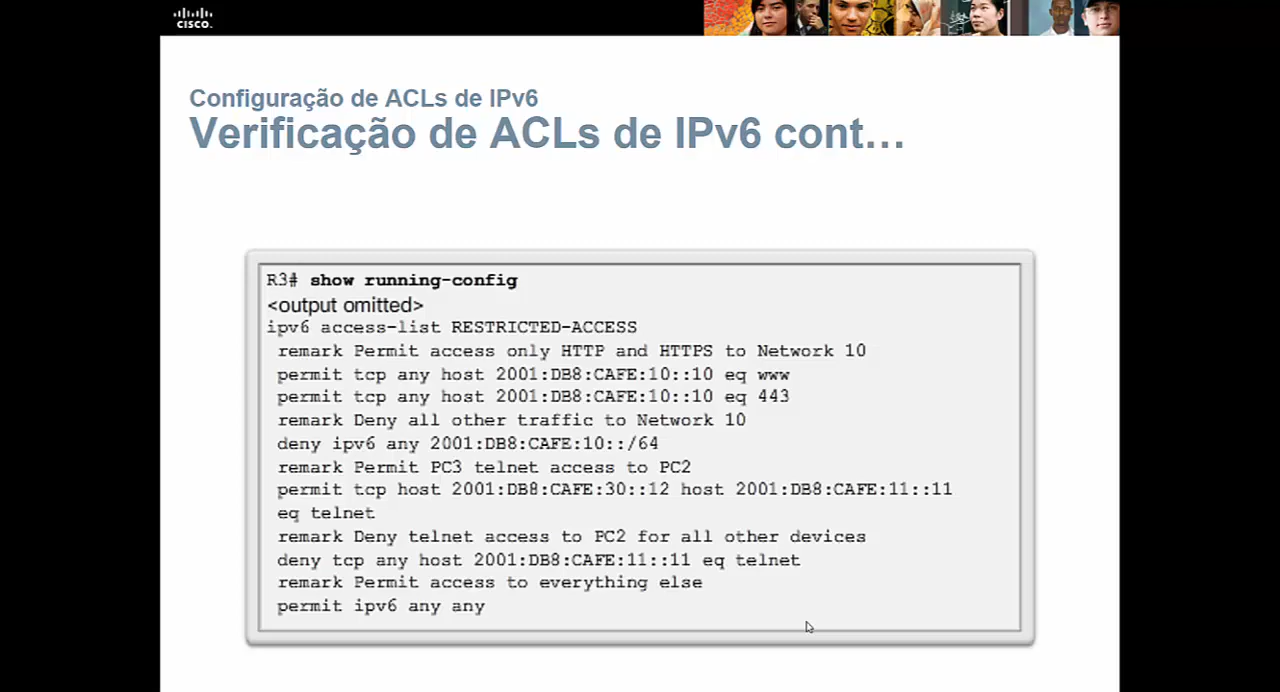 CISCO.
Configuração de ACLs de IPv6
Verificação de ACLs de IPv6 cont...
R3# show running-config
<output omitted>
ipv6 access-list RESTRICTED-ACCESS
remark Permit access only HTTP and HTTPS to Network 10
permit tcp any host 2001:DB8:CAFE:10::10 eq www
permit tcp any host 2001:DB8:CAFE:10::10 eq 443
remark Deny all other traffic to Network 10
deny ipv6 any 2001:DB8:CAFE:10::/64
remark Permit PC3 telnet access to PC2
permit tcp host 2001:DB8:CAFE:30::12 host 2001:DB8:CAFE:11::11
eq telnet
remark Deny telnet access to PC2 for all other devices
deny tcp any host 2001:DB8:CAFE:11::11 eq telnet
remark Permit access to everything else
permit ipv6 any any